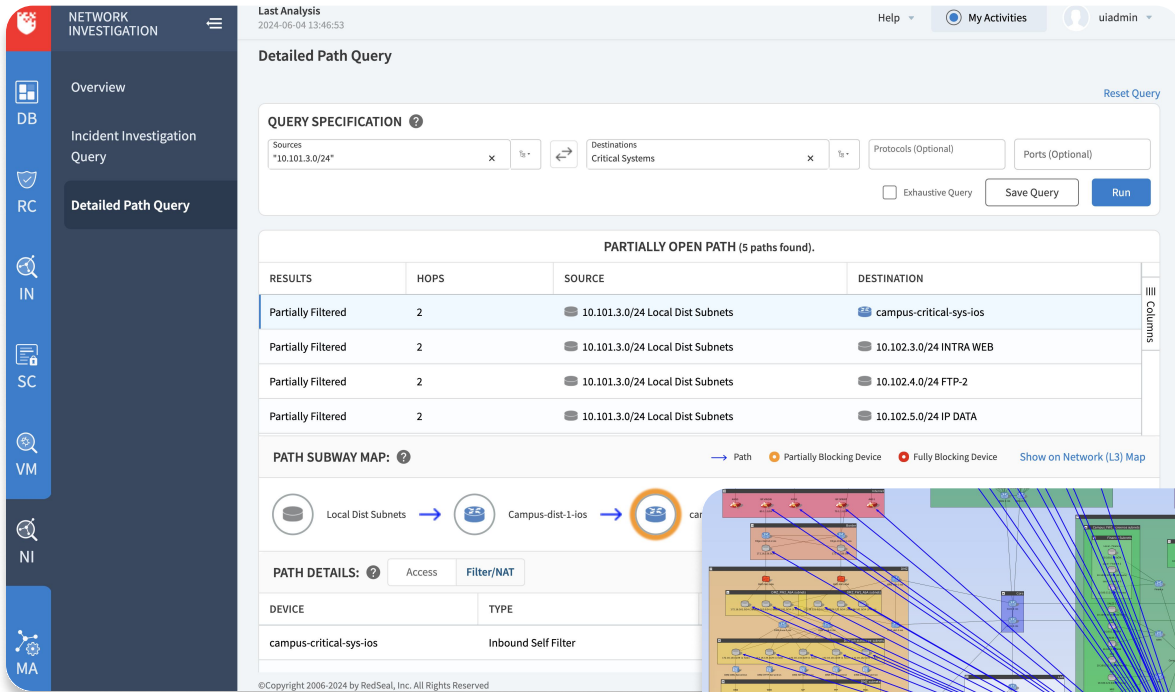 NETWORK
INVESTIGATION
DB
RC
IN
SC
VM
NI
MA
Overview
Incident Investigation
Query
Detailed Path Query
Last Analysis
2024-06-04 13:46:53
Help
My Activities
uiadmin
Detailed Path Query
Reset Query
QUERY SPECIFICATION ?
Sources
"10.101.3.0/24"
Destinations
Critical Systems
Protocols (Optional)
Ports (Optional)
Exhaustive Query
Save Query
Run
PARTIALLY OPEN PATH (5 paths found).
RESULTS HOPS SOURCE DESTINATION
Partially Filtered 2 10.101.3.0/24 Local Dist Subnets campus-critical-sys-ios
Partially Filtered 2 10.101.3.0/24 Local Dist Subnets 10.102.3.0/24 INTRA WEB
Partially Filtered 2 10.101.3.0/24 Local Dist Subnets 10.102.4.0/24 FTP-2
Partially Filtered 2 10.101.3.0/24 Local Dist Subnets 10.102.5.0/24 IP DATA
Columns
PATH SUBWAY MAP: ?
Path
Partially Blocking Device
Fully Blocking Device
Show on Network (L3) Map
Local Dist Subnets
Campus-dist-1-ios
PATH DETAILS: ?
Access
Filter/NAT
DEVICE TYPE
campus-critical-sys-ios Inbound Self Filter
©Copyright 2006-2024 by RedSeal, Inc. All Rights Reserved